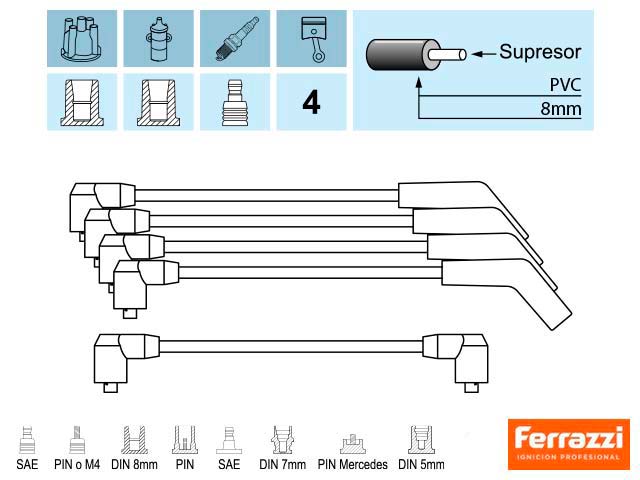 Supresor
PVC
8mm
4
SAE PIN o M4 DIN 8mm PIN SAE DIN 7mm PIN Mercedes DIN 5mm
Ferrazzi
IGNICION PROFESIONAL